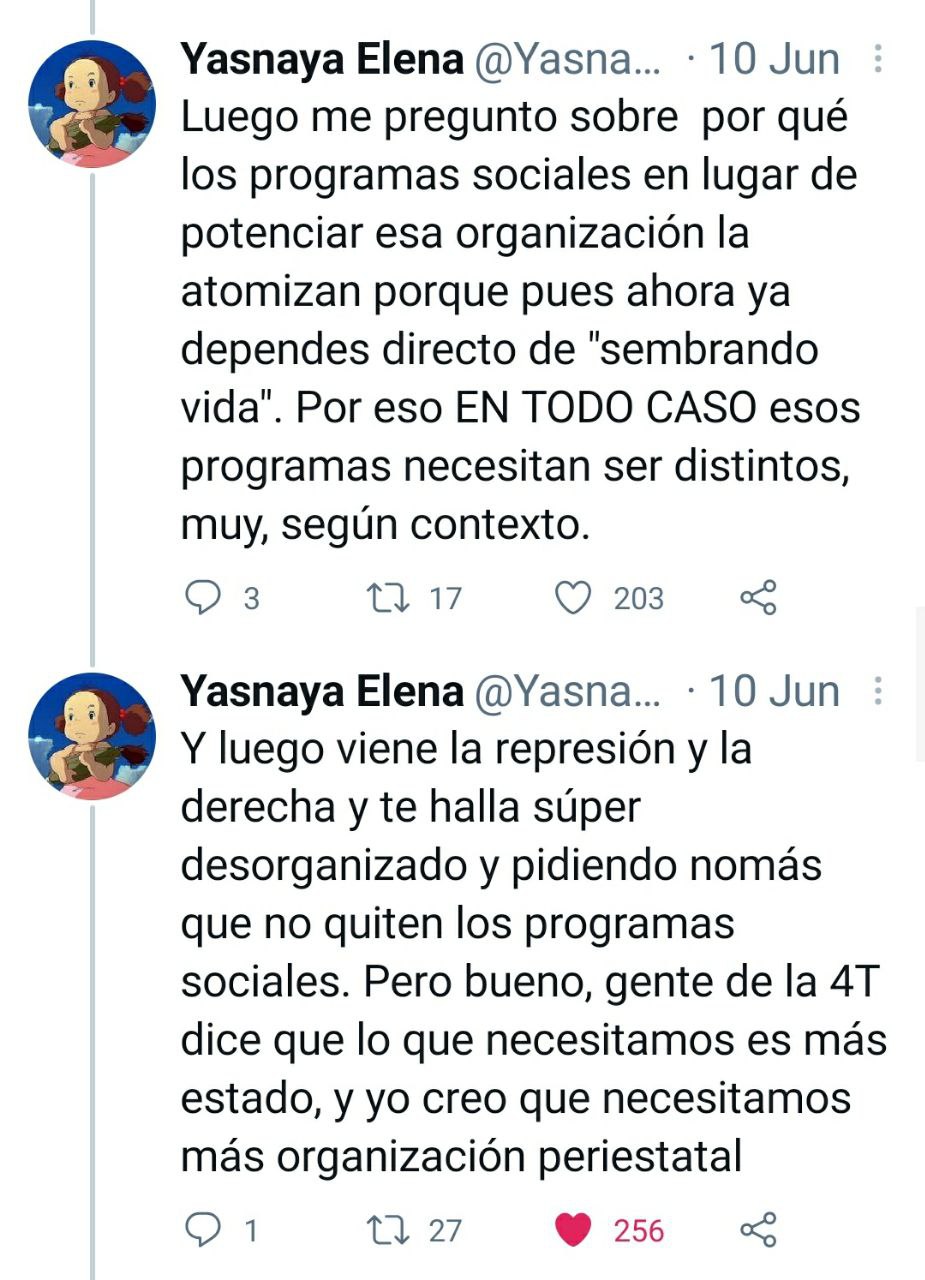 Yasnaya Elena @Yasna... · 10 Jun
Luego me pregunto sobre  por qué
los programas sociales en lugar de
potenciar esa organización la
atomizan porque pues ahora ya
dependes directo de "sembrando
vida". Por eso EN TODO CASO esos
programas necesitan ser distintos,
muy, según contexto.
3 17 203
Yasnaya Elena @Yasna... · 10 Jun
Y luego viene la represión y la
derecha y te halla súper
desorganizado y pidiendo nomás
que no quiten los programas
sociales. Pero bueno, gente de la 4T
dice que lo que necesitamos es más
estado, y yo creo que necesitamos
más organización periestatal
1 27 256